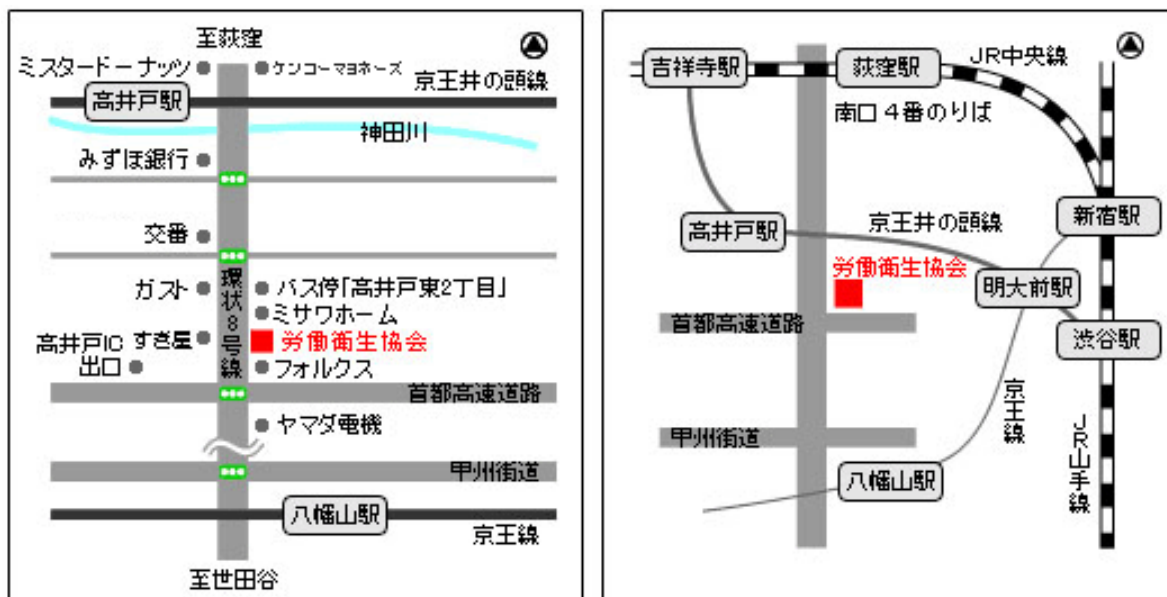 至荻窪
ミスタードーナッツ
ケンコーマヨネーズ
京王井の頭線
高井戸駅
神田川
みずほ銀行
交番
環状8号線
ガスト
バス停「高井戸東2丁目」
ミサワホーム
高井戸IC
出口
すき屋
労働衛生協会
フォルクス
首都高速道路
ヤマダ電機
甲州街道
八幡山駅
京王線
至世田谷
吉祥寺駅
荻窪駅
JR中央線
南口4番のりば
新宿駅
高井戸駅
京王井の頭線
労働衛生協会
明大前駅
首都高速道路
渋谷駅
京王線
JR山手線
甲州街道
八幡山駅